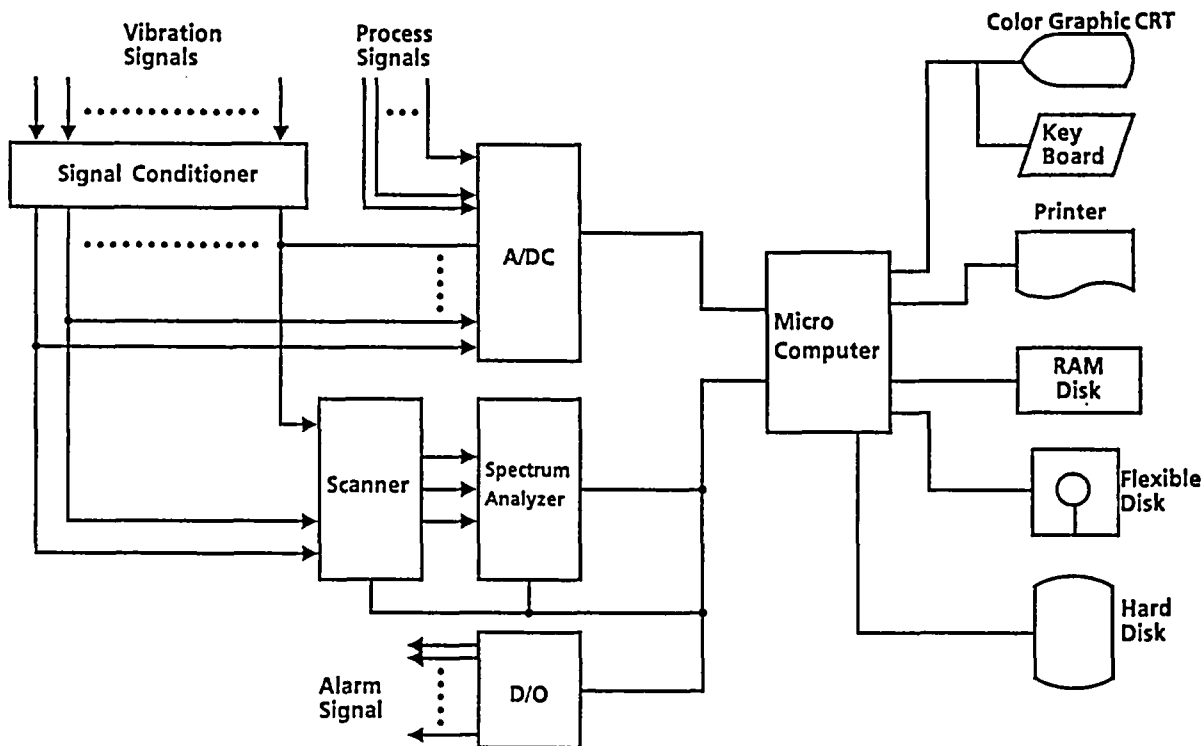 Vibration
Signals
Process
Signals
Color Graphic CRT
Key
Board
Signal Conditioner
Printer
A/DC
Micro
Computer
RAM
Disk
Scanner
Spectrum
Analyzer
Flexible
Disk
Hard
Disk
Alarm
Signal
D/O